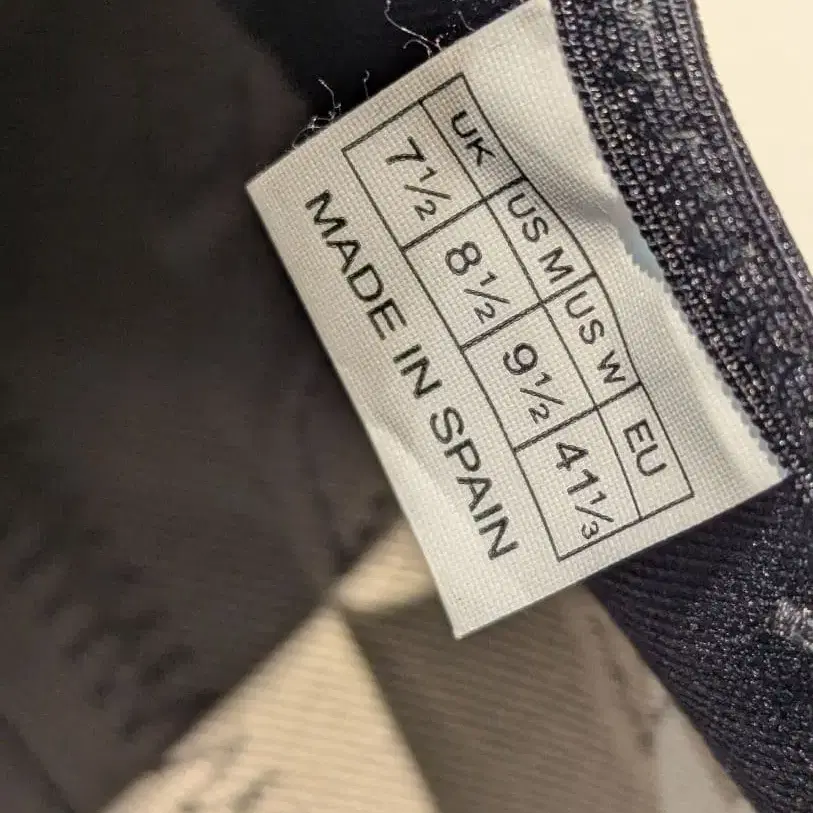 UK US M US W EU
7½ 8½ 9½ 41⅓
MADE IN SPAIN